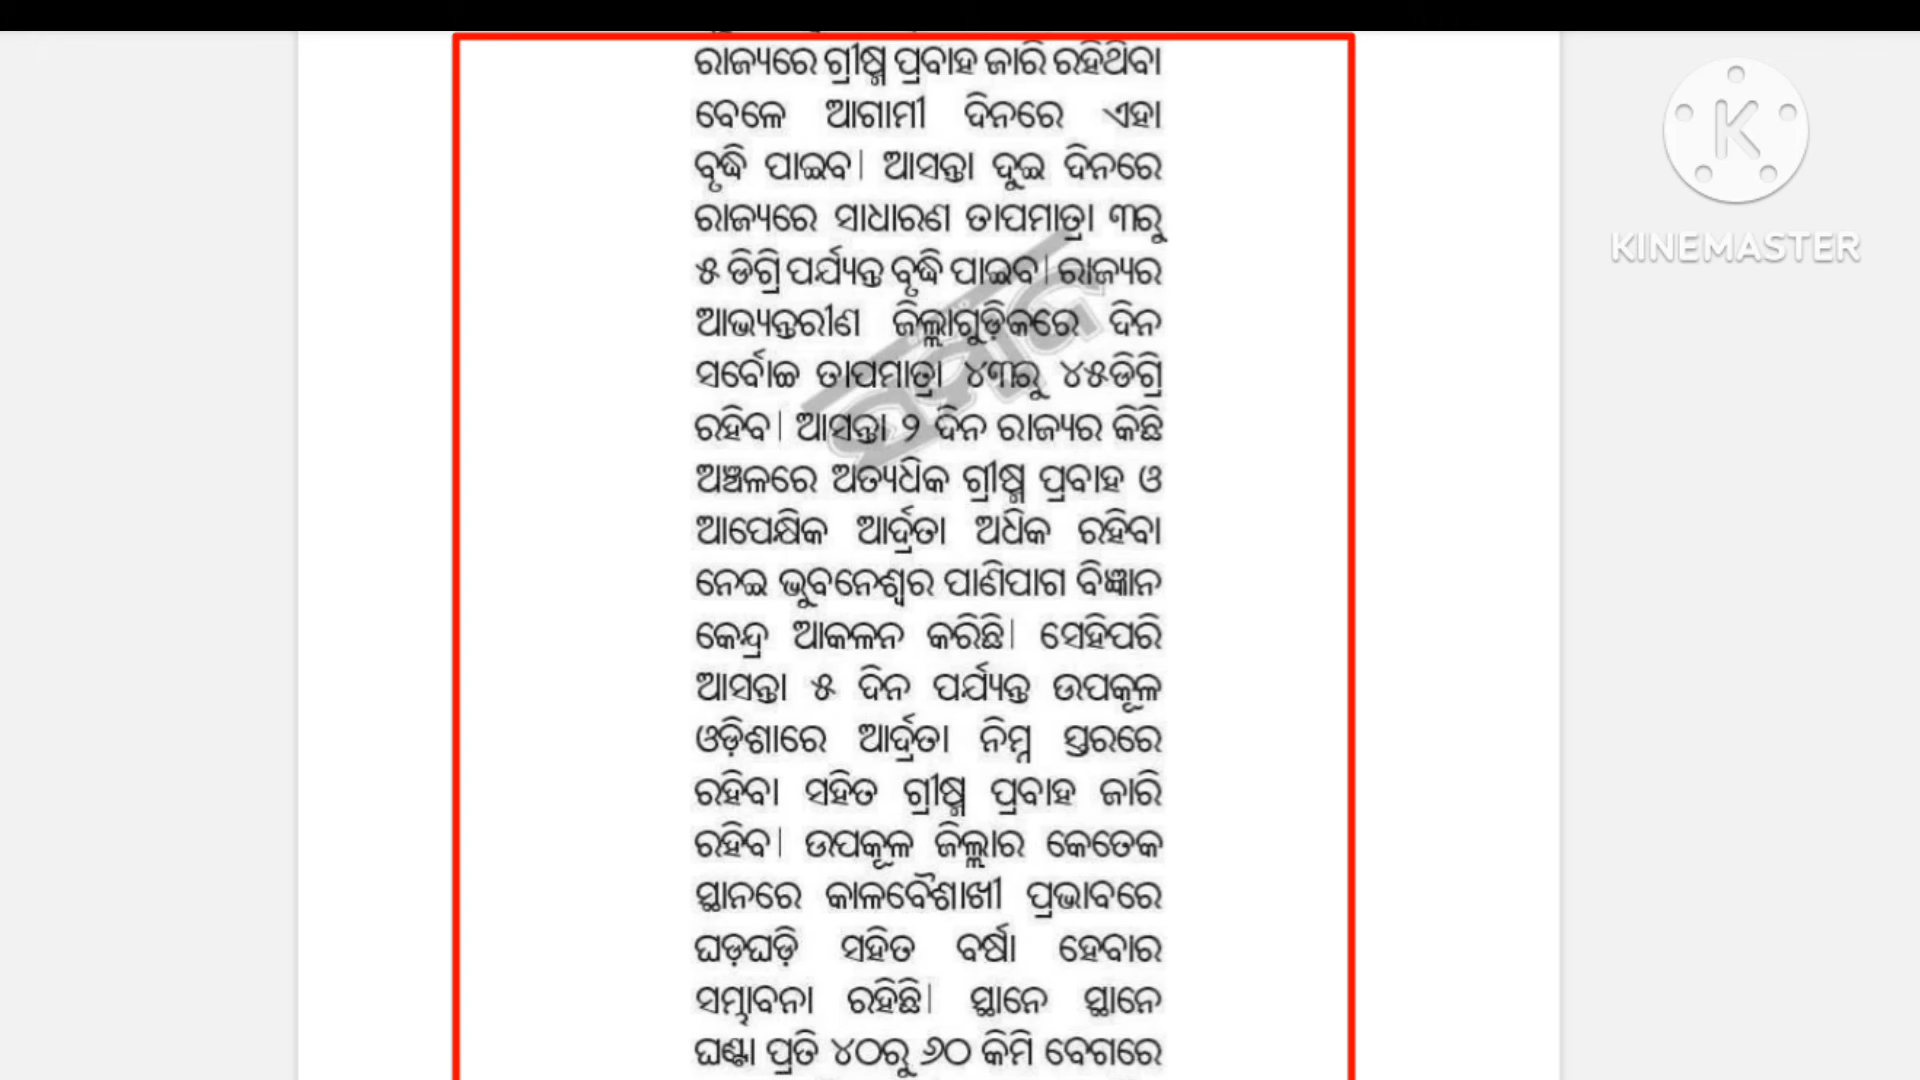 ରାଜ୍ୟରେ ଗ୍ରୀଷ୍ମ ପ୍ରବାହ ଜାରି ରହିଥିବା
ବେଳେ ଆଗାମୀ ଦିନରେ ଏହା
ବୃଦ୍ଧି ପାଇବ। ଆସନ୍ତା ଦୁଇ ଦିନରେ
ରାଜ୍ୟରେ ସାଧାରଣ ତାପମାତ୍ରା ୩ରୁ
୫ ଡିଗ୍ରି ପର୍ଯ୍ୟନ୍ତ ବୃଦ୍ଧି ପାଇବ। ରାଜ୍ୟର
ଆଭ୍ୟନ୍ତରୀଣ ଜିଲ୍ଲାଗୁଡ଼ିକରେ ଦିନ
ସର୍ବୋଚ୍ଚ ତାପମାତ୍ରା ୪୩ରୁ ୪୫ଡିଗ୍ରି
ରହିବ। ଆସନ୍ତା ୨ ଦିନ ରାଜ୍ୟର କିଛି
ଅଞ୍ଚଳରେ ଅତ୍ୟଧିକ ଗ୍ରୀଷ୍ମ ପ୍ରବାହ ଓ
ଆପେକ୍ଷିକ ଆର୍ଦ୍ରତା ଅଧିକ ରହିବା
ନେଇ ଭୁବନେଶ୍ୱର ପାଣିପାଗ ବିଜ୍ଞାନ
କେନ୍ଦ୍ର ଆକଳନ କରିଛି। ସେହିପରି
ଆସନ୍ତା ୫ ଦିନ ପର୍ଯ୍ୟନ୍ତ ଉପକୂଳ
ଓଡ଼ିଶାରେ ଆର୍ଦ୍ରତା ନିମ୍ନ ସ୍ତରରେ
ରହିବା ସହିତ ଗ୍ରୀଷ୍ମ ପ୍ରବାହ ଜାରି
ରହିବ। ଉପକୂଳ ଜିଲ୍ଲାର କେତେକ
ସ୍ଥାନରେ କାଳବୈଶାଖୀ ପ୍ରଭାବରେ
ଘଡ଼ଘଡ଼ି ସହିତ ବର୍ଷା ହେବାର
ସମ୍ଭାବନା ରହିଛି। ସ୍ଥାନେ ସ୍ଥାନେ
ଘଣ୍ଟା ପ୍ରତି ୪୦ରୁ ୬୦ କିମି ବେଗରେ
K
KINEMASTER